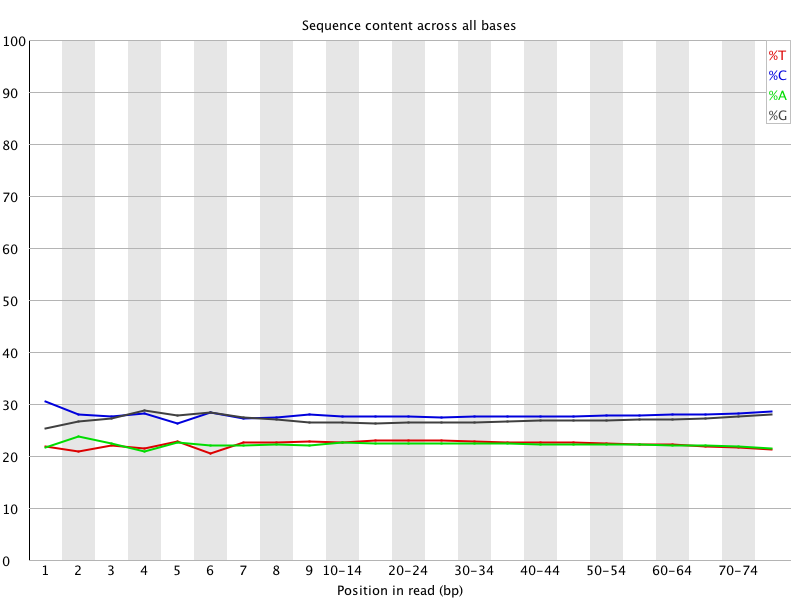 Sequence content across all bases
100
90
80
70
60
50
40
30
20
10
0
%T
%C
%A
%G
1 2 3 4 5 6 7 8 9 10-14 20-24 30-34 40-44 50-54 60-64 70-74
Position in read (bp)